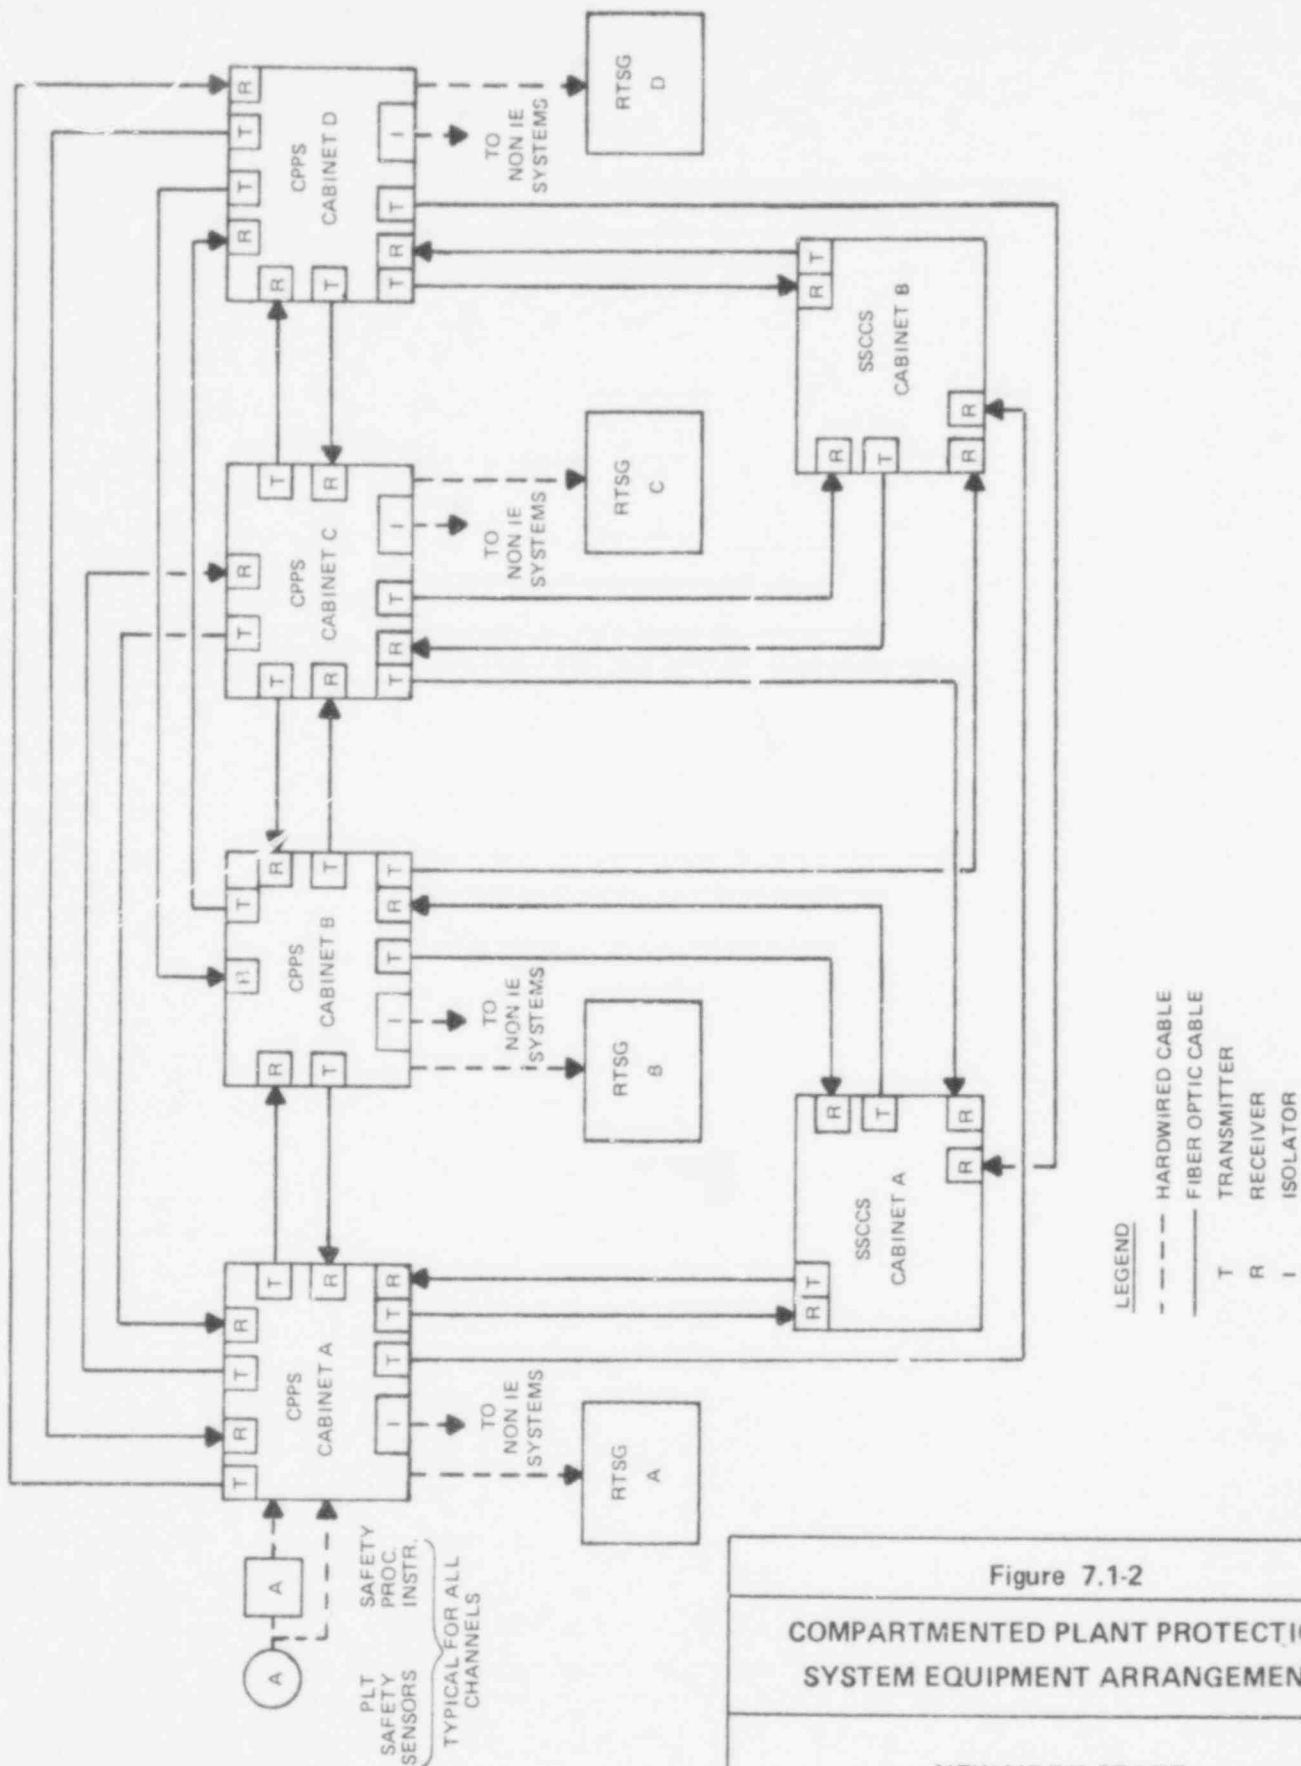 R
T
T
R
CPPS
CABINET D
R
T
T
R
T
I
TO
NON IE
SYSTEMS
RTSG
D
T
R
SSCCS
CABINET B
R
T
R
R
T
R
CPPS
CABINET C
R
T
T
R
T
R
T
I
TO
NON IE
SYSTEMS
RTSG
C
T
R
CPPS
CABINET B
R
T
R
T
T
R
T
I
TO
NON IE
SYSTEMS
RTSG
B
R
T
R
R
SSCCS
CABINET A
T
R
R
T
R
T
CPPS
CABINET A
T
R
R
T
T
I
TO
NON IE
SYSTEMS
RTSG
A
A
A
PLT
SAFETY
SENSORS
SAFETY
PROC.
INSTR.
TYPICAL FOR ALL
CHANNELS
LEGEND
HARDWIRED CABLE
FIBER OPTIC CABLE
T TRANSMITTER
R RECEIVER
I ISOLATOR
Figure 7.1-2
COMPARTMENTED PLANT PROTECTIO
SYSTEM EQUIPMENT ARRANGEMEN